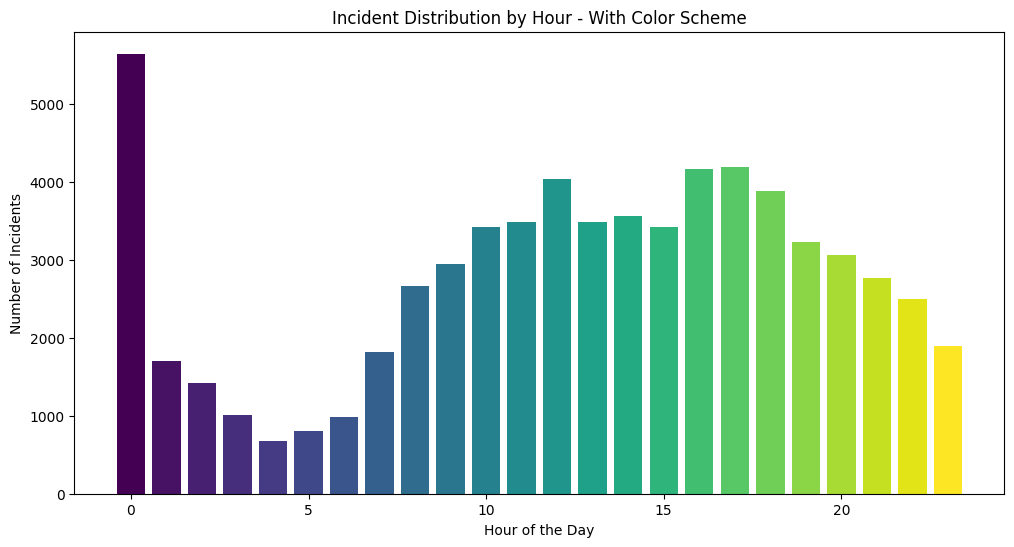 Incident Distribution by Hour - With Color Scheme
Number of Incidents
5000
4000
3000
2000
1000
0
0 5 10 15 20
Hour of the Day